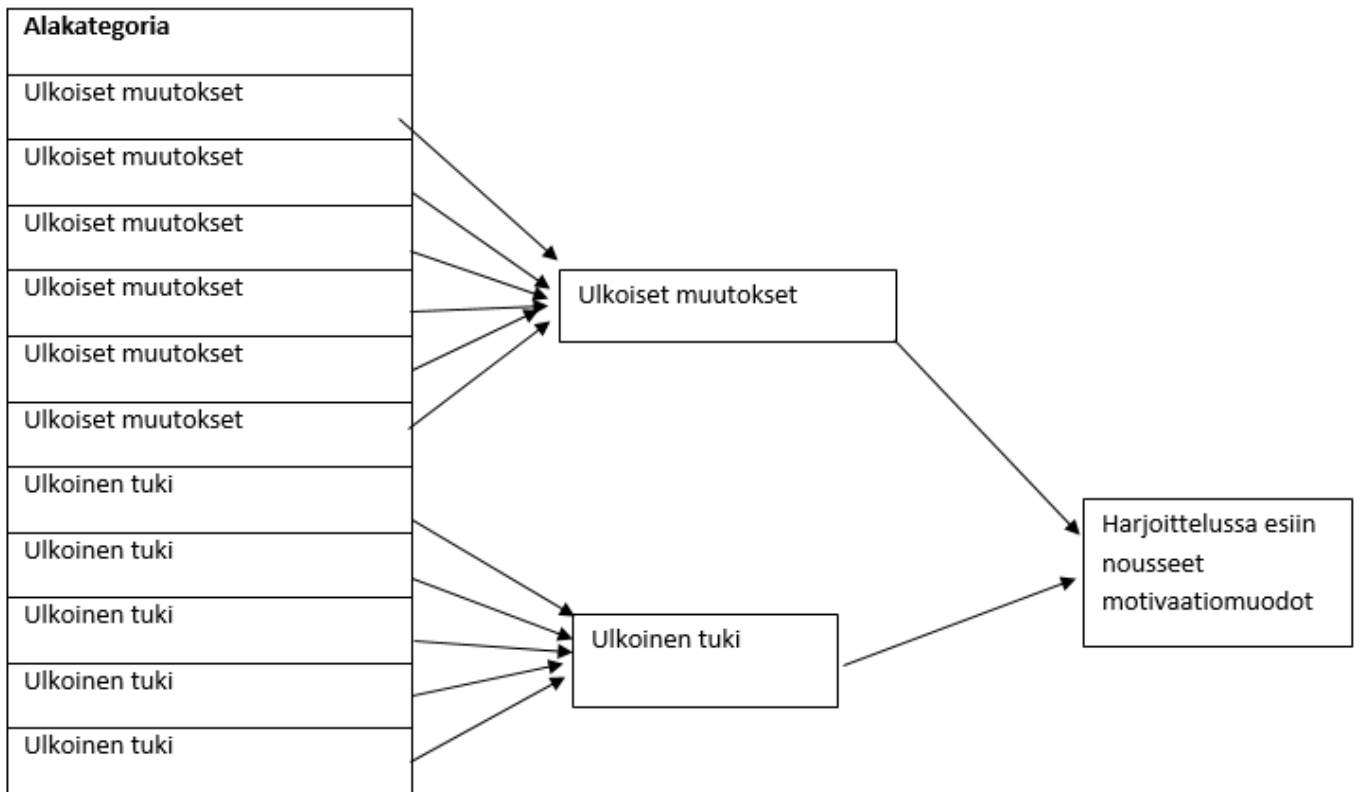 Alakategoria
Ulkoiset muutokset
Ulkoiset muutokset
Ulkoiset muutokset
Ulkoiset muutokset
Ulkoiset muutokset
Ulkoiset muutokset
Ulkoinen tuki
Ulkoinen tuki
Ulkoinen tuki
Ulkoinen tuki
Ulkoinen tuki
Ulkoiset muutokset
Ulkoinen tuki
Harjoittelussa esiin
nousseet
motivaatiomuodot